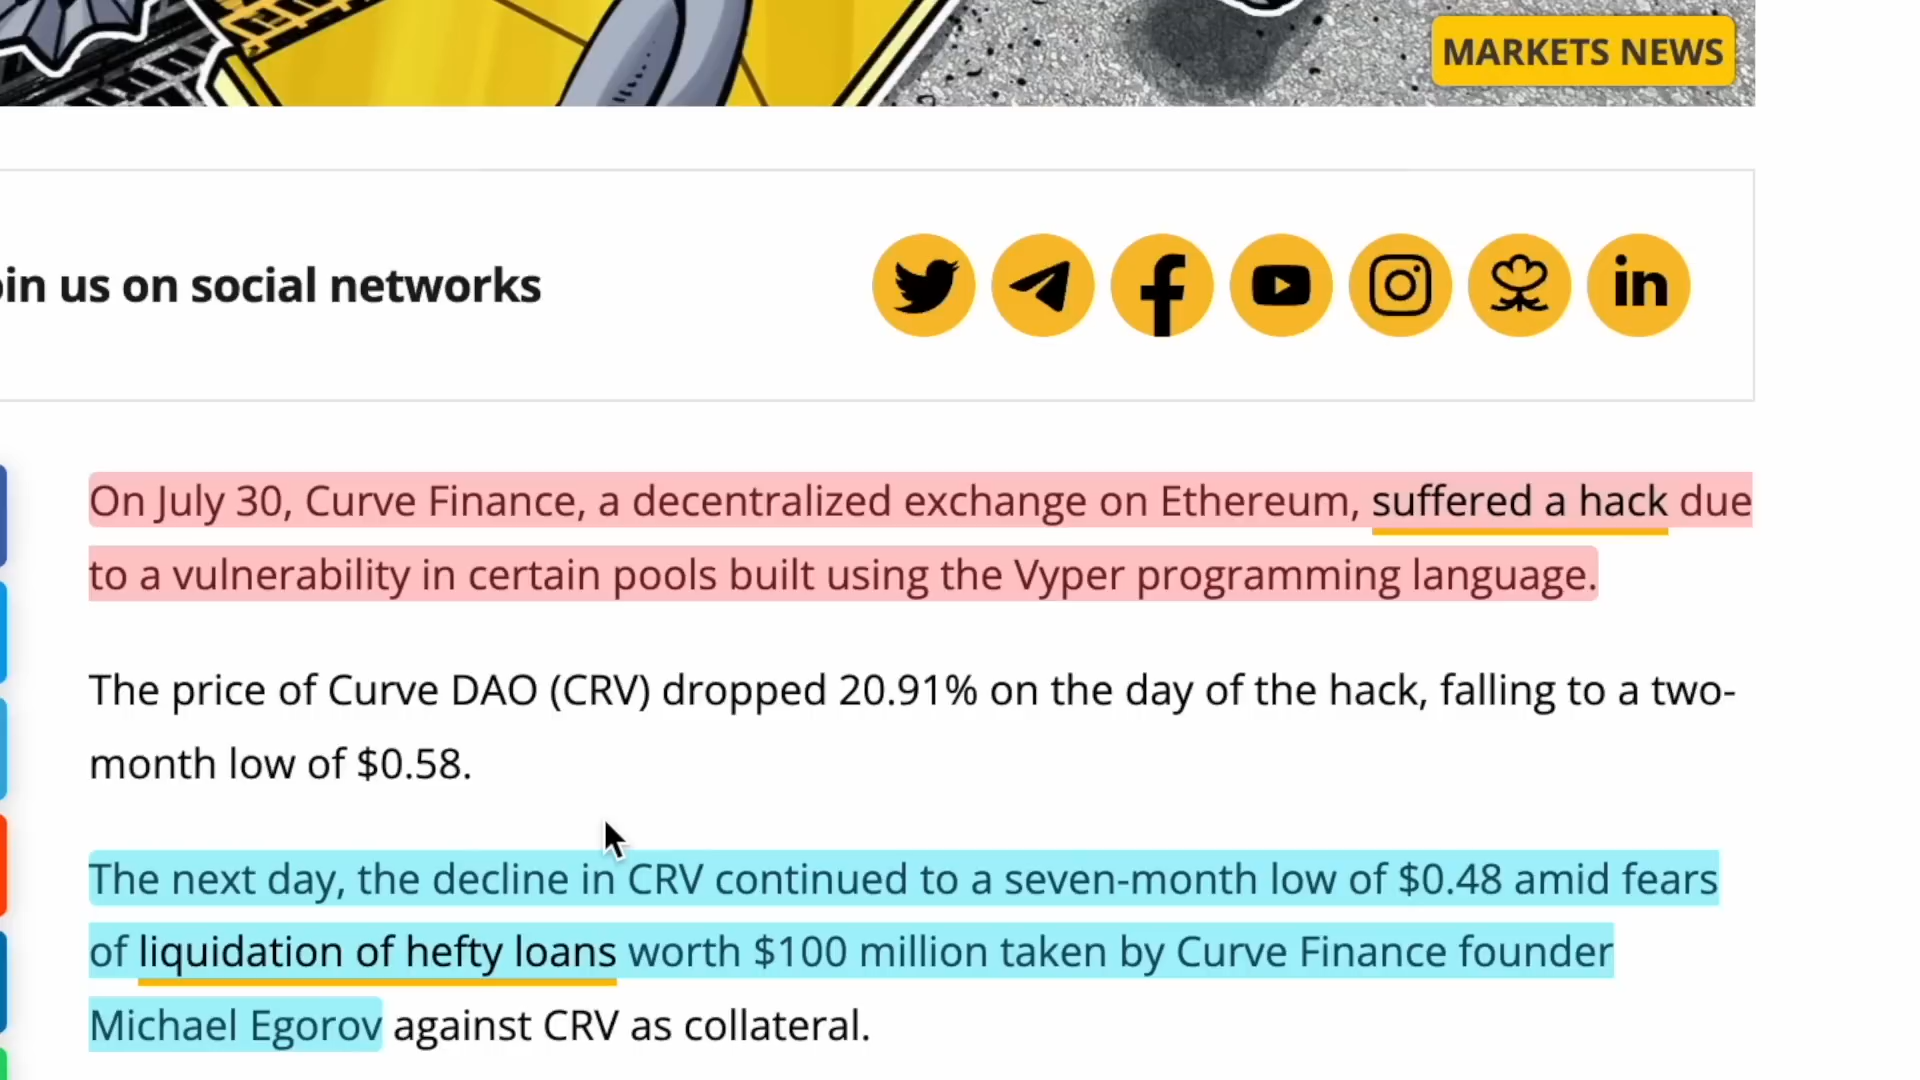 MARKETS NEWS
oin us on social networks
in
On July 30, Curve Finance, a decentralized exchange on Ethereum, suffered a hack due
to a vulnerability in certain pools built using the Vyper programming language.
The price of Curve DAO (CRV) dropped 20.91% on the day of the hack, falling to a two-
month low of $0.58.
The next day, the decline in CRV continued to a seven-month low of $0.48 amid fears
of liquidation of hefty loans worth $100 million taken by Curve Finance founder
Michael Egorov against CRV as collateral.